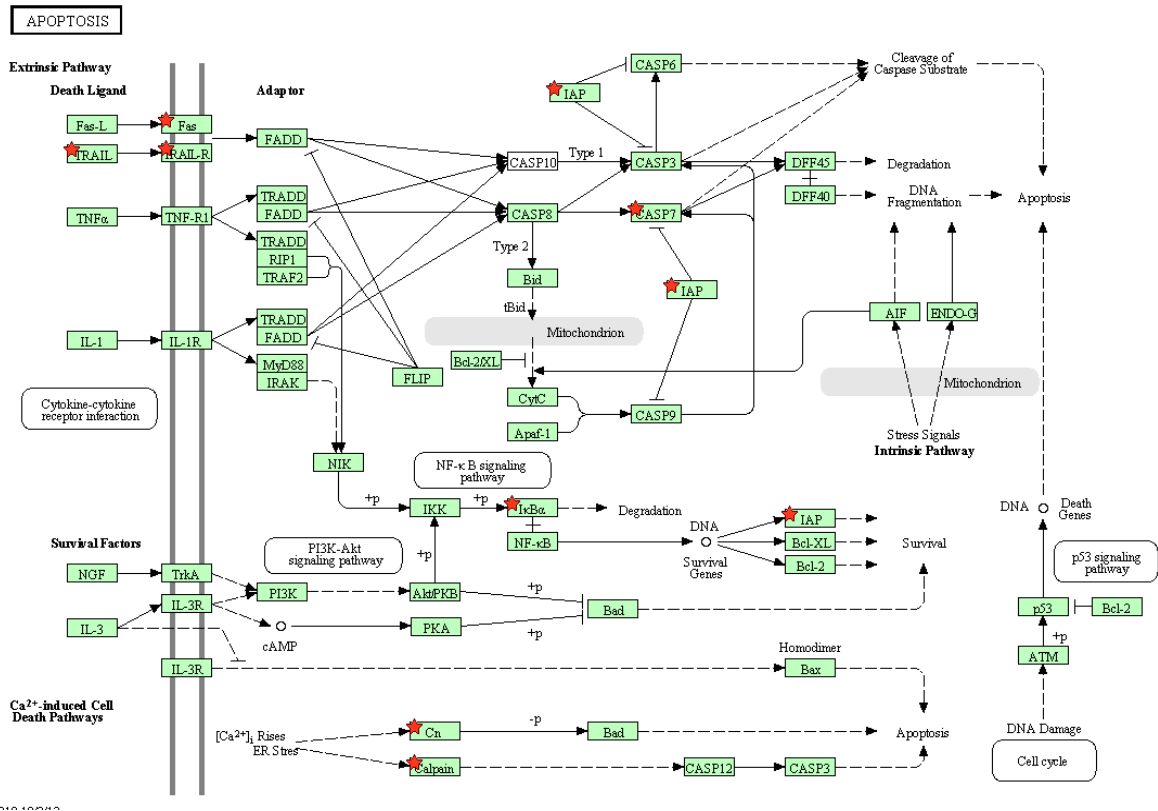 APOPTOSIS
Extrinsic Pathway
Death Ligand
Adaptor
Fas-L
Fas
TRAIL
TRAIL-R
FADD
TNFα
TNF-R1
TRADD
FADD
TRADD
RIP1
TRAF2
IL-1
IL-1R
TRADD
FADD
MyD88
IRAK
Cytokine-cytokine
receptor interaction
FLIP
NIK
IAP
CASP6
Cleavage of
Caspase Substrate
CASP10
Type 1
CASP3
DFF45
Degradation
DFF40
DNA
Fragmentation
Apoptosis
CASP8
CASP7
Type 2
Bid
tBid
IAP
Mitochondrion
Bcl-2/XL
CytC
Apaf-1
CASP9
AIF
ENDO-G
Mitochondrion
Stress Signals
Intrinsic Pathway
NF-κB signaling
pathway
+p
IKK
+p
IκBα
Degradation
NF-κB
DNA
Survival
Genes
IAP
Bcl-XL
Bcl-2
Survival
DNA
Death
Genes
Survival Factors
PI3K-Akt
signaling pathway
+p
NGF
TrkA
PI3K
Akt/PKB
+p
Bad
IL-3
IL-3R
cAMP
PKA
+p
p53 signaling
pathway
p53
Bcl-2
+p
ATM
IL-3R
Homodimer
Bax
Ca2+-induced Cell
Death Pathways
[Ca2+]i Rises
ER Stres
Cn
-p
Bad
Apoptosis
Calpain
CASP12
CASP3
DNA Damage
Cell cycle